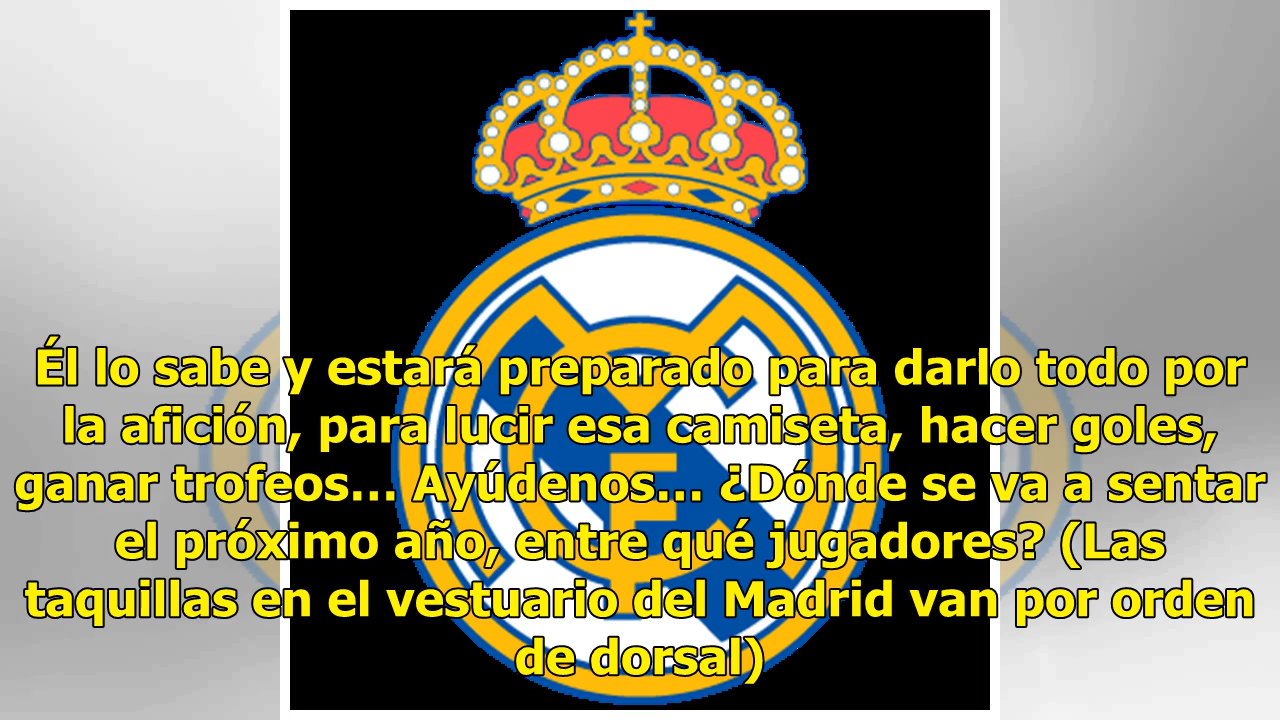 Él lo sabe y estará preparado para darlo todo por
la afición, para lucir esa camiseta, hacer goles,
ganar trofeos... Ayúdenos... ¿Dónde se va a sentar
el próximo año, entre qué jugadores? (Las
taquillas en el vestuario del Madrid van por orden
de dorsal)